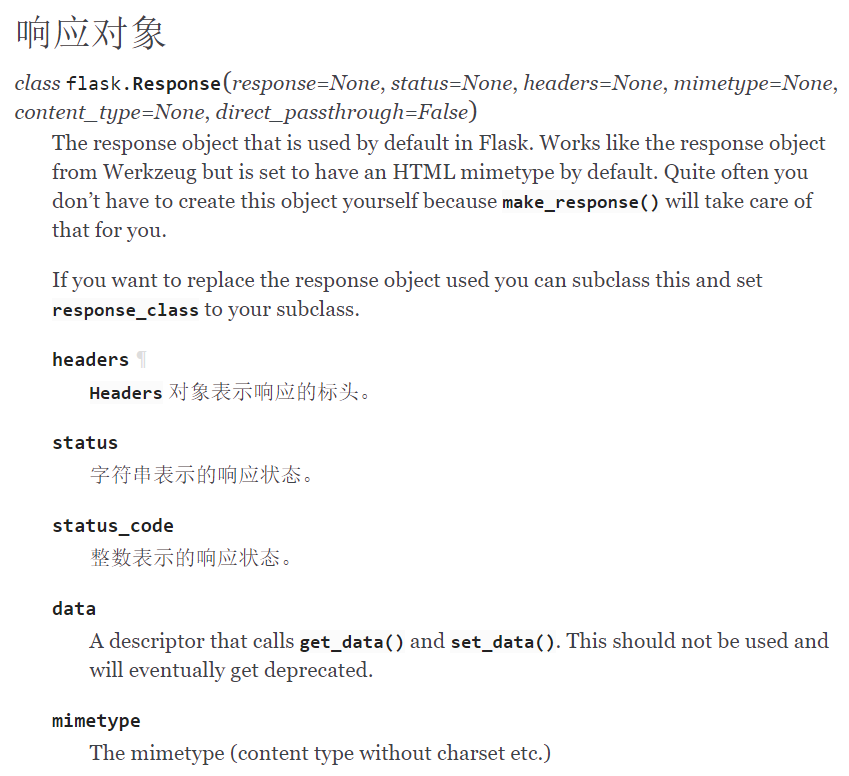 响应对象
class flask.Response(response=None, status=None, headers=None, mimetype=None,
content_type=None, direct_passthrough=False)
The response object that is used by default in Flask. Works like the response object
from Werkzeug but is set to have an HTML mimetype by default. Quite often you
don’t have to create this object yourself because make_response() will take care of
that for you.
If you want to replace the response object used you can subclass this and set
response_class to your subclass.
headers ¶
Headers 对象表示响应的标头。
status
字符串表示的响应状态。
status_code
整数表示的响应状态。
data
A descriptor that calls get_data() and set_data(). This should not be used and
will eventually get deprecated.
mimetype
The mimetype (content type without charset etc.)